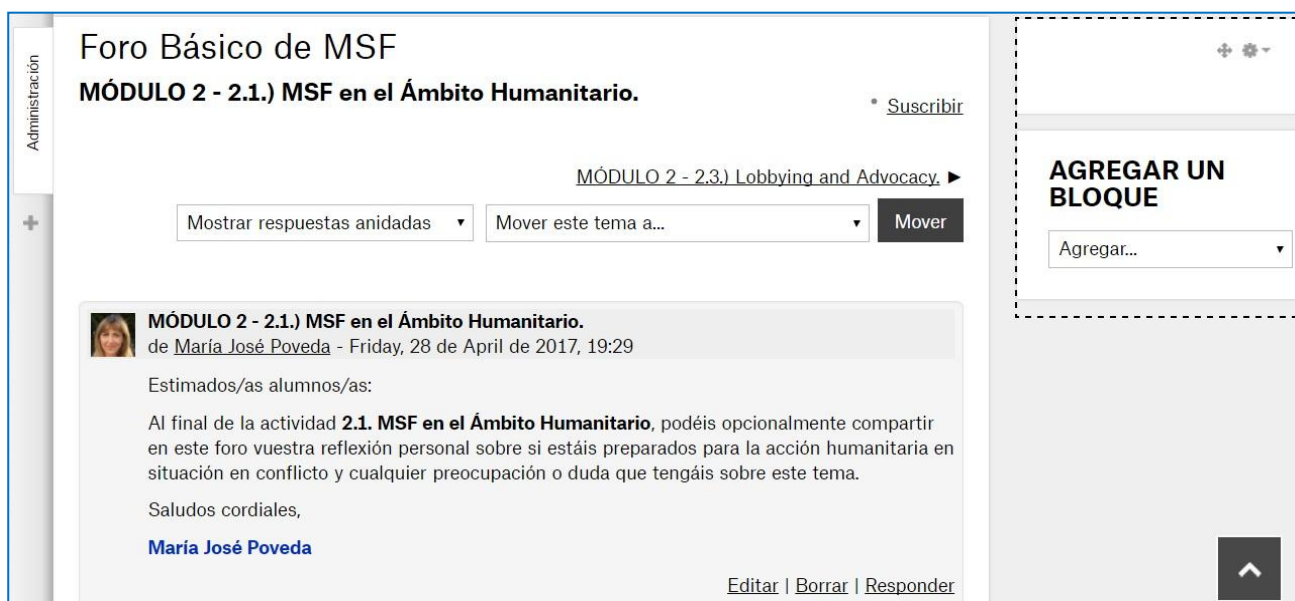 Administración
Foro Básico de MSF
MÓDULO 2 - 2.1.) MSF en el Ámbito Humanitario.
Suscribir
MÓDULO 2 - 2.3.) Lobbying and Advocacy. ►
Mostrar respuestas anidadas
Mover este tema a...
Mover
MÓDULO 2 - 2.1.) MSF en el Ámbito Humanitario.
de María José Poveda - Friday, 28 de April de 2017, 19:29
Estimados/as alumnos/as:
Al final de la actividad 2.1. MSF en el Ámbito Humanitario, podéis opcionalmente compartir
en este foro vuestra reflexión personal sobre si estáis preparados para la acción humanitaria en
situación en conflicto y cualquier preocupación o duda que tengáis sobre este tema.
Saludos cordiales,
María José Poveda
Editar | Borrar | Responder
AGREGAR UN
BLOQUE
Agregar...